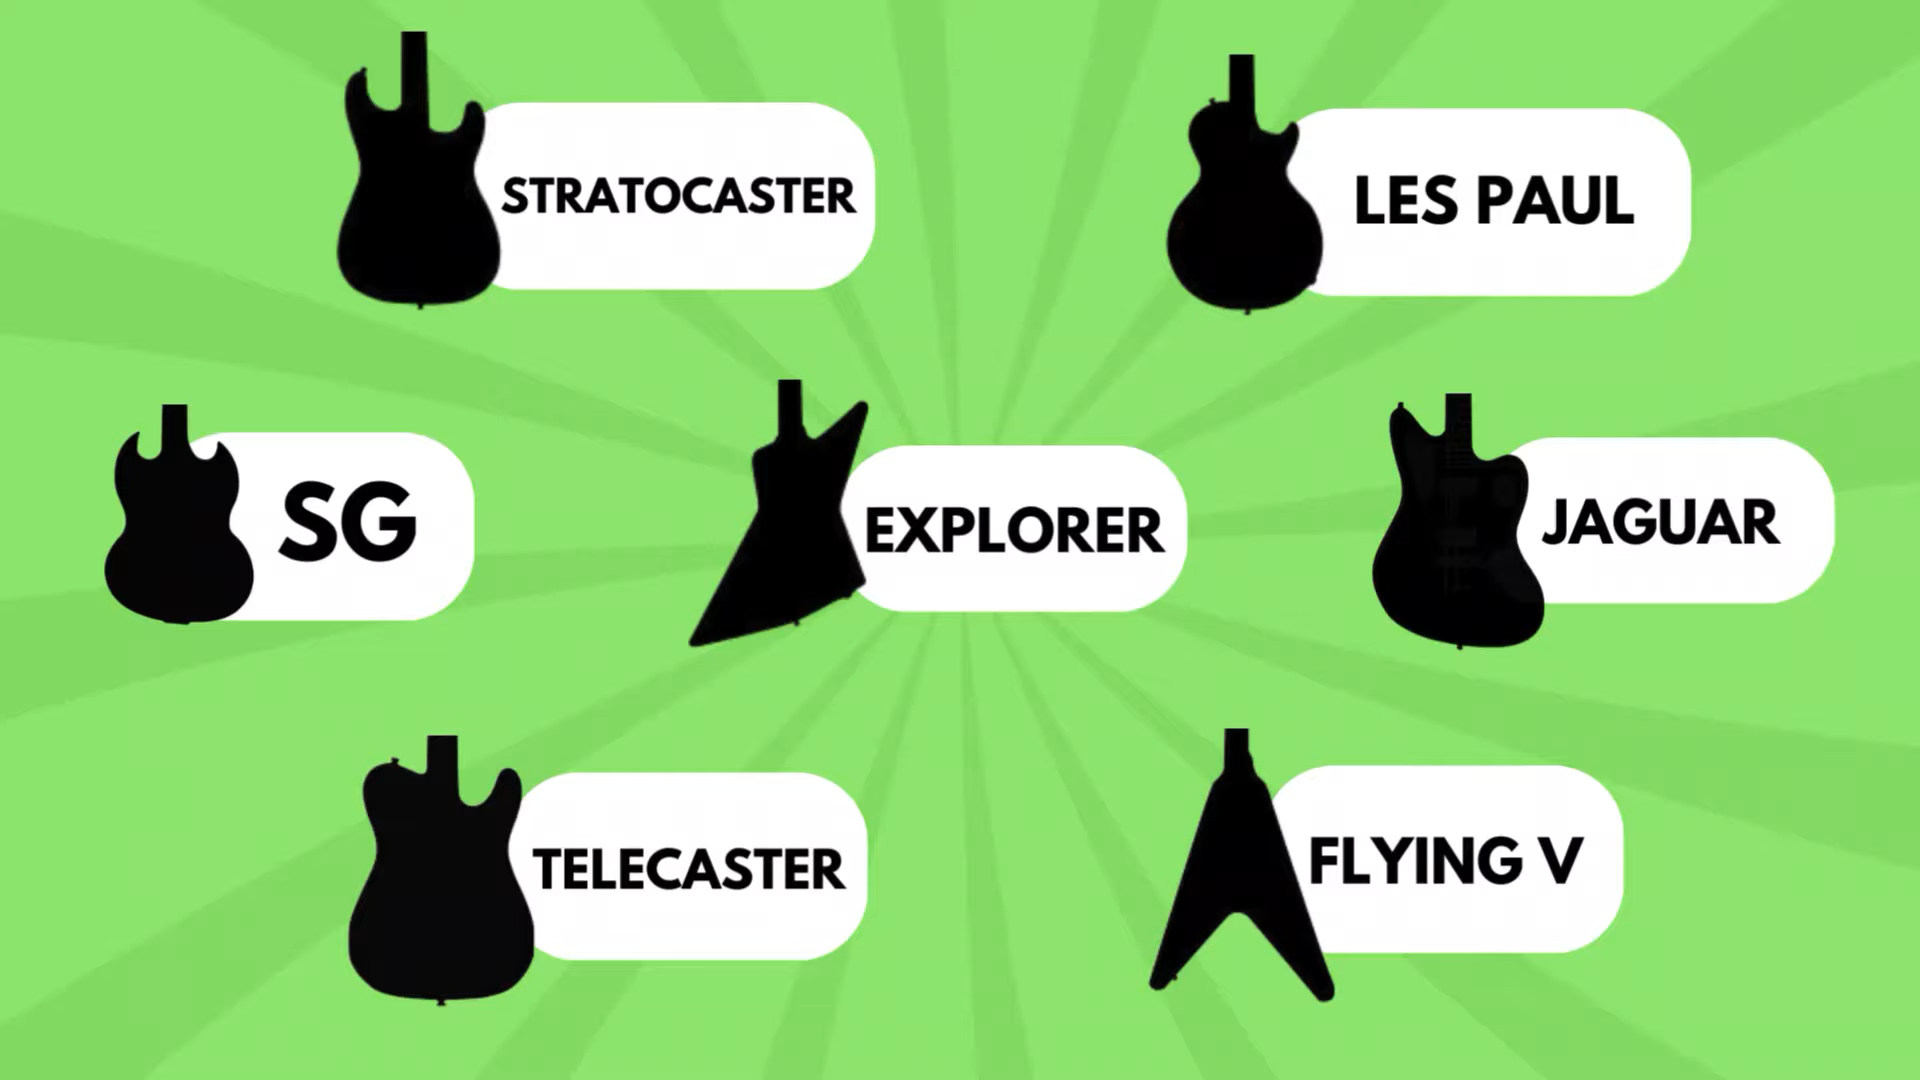 STRATOCASTER
LES PAUL
SG
EXPLORER
JAGUAR
TELECASTER
FLYING V